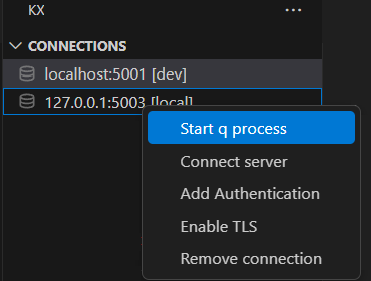 KX
CONNECTIONS
localhost:5001 [dev]
127.0.0.1:5003 [local]
Start q process
Connect server
Add Authentication
Enable TLS
Remove connection